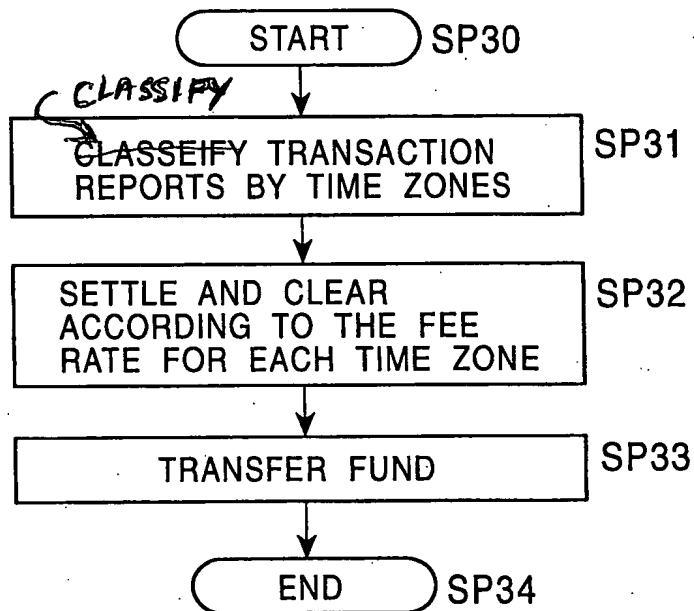 START SP30
CLASSIFY
CLASSEIFY TRANSACTION SP31
REPORTS BY TIME ZONES
SETTLE AND CLEAR SP32
ACCORDING TO THE FEE
RATE FOR EACH TIME ZONE
TRANSFER FUND SP33
END SP34